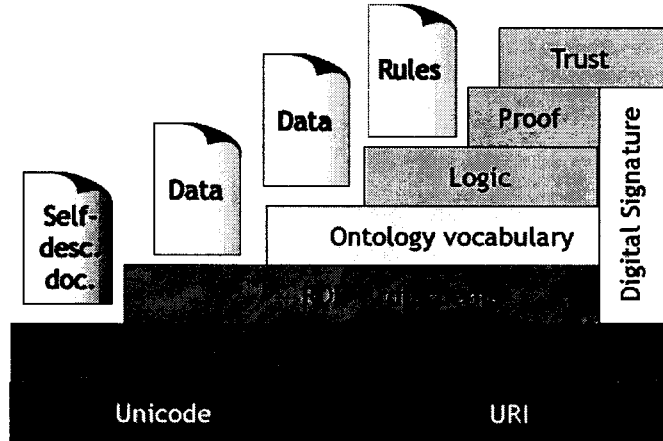 Trust
Rules
Proof
Data
Logic
Data
Ontology vocabulary
Self-
desc.
doc.
Digital Signature
Unicode
URI